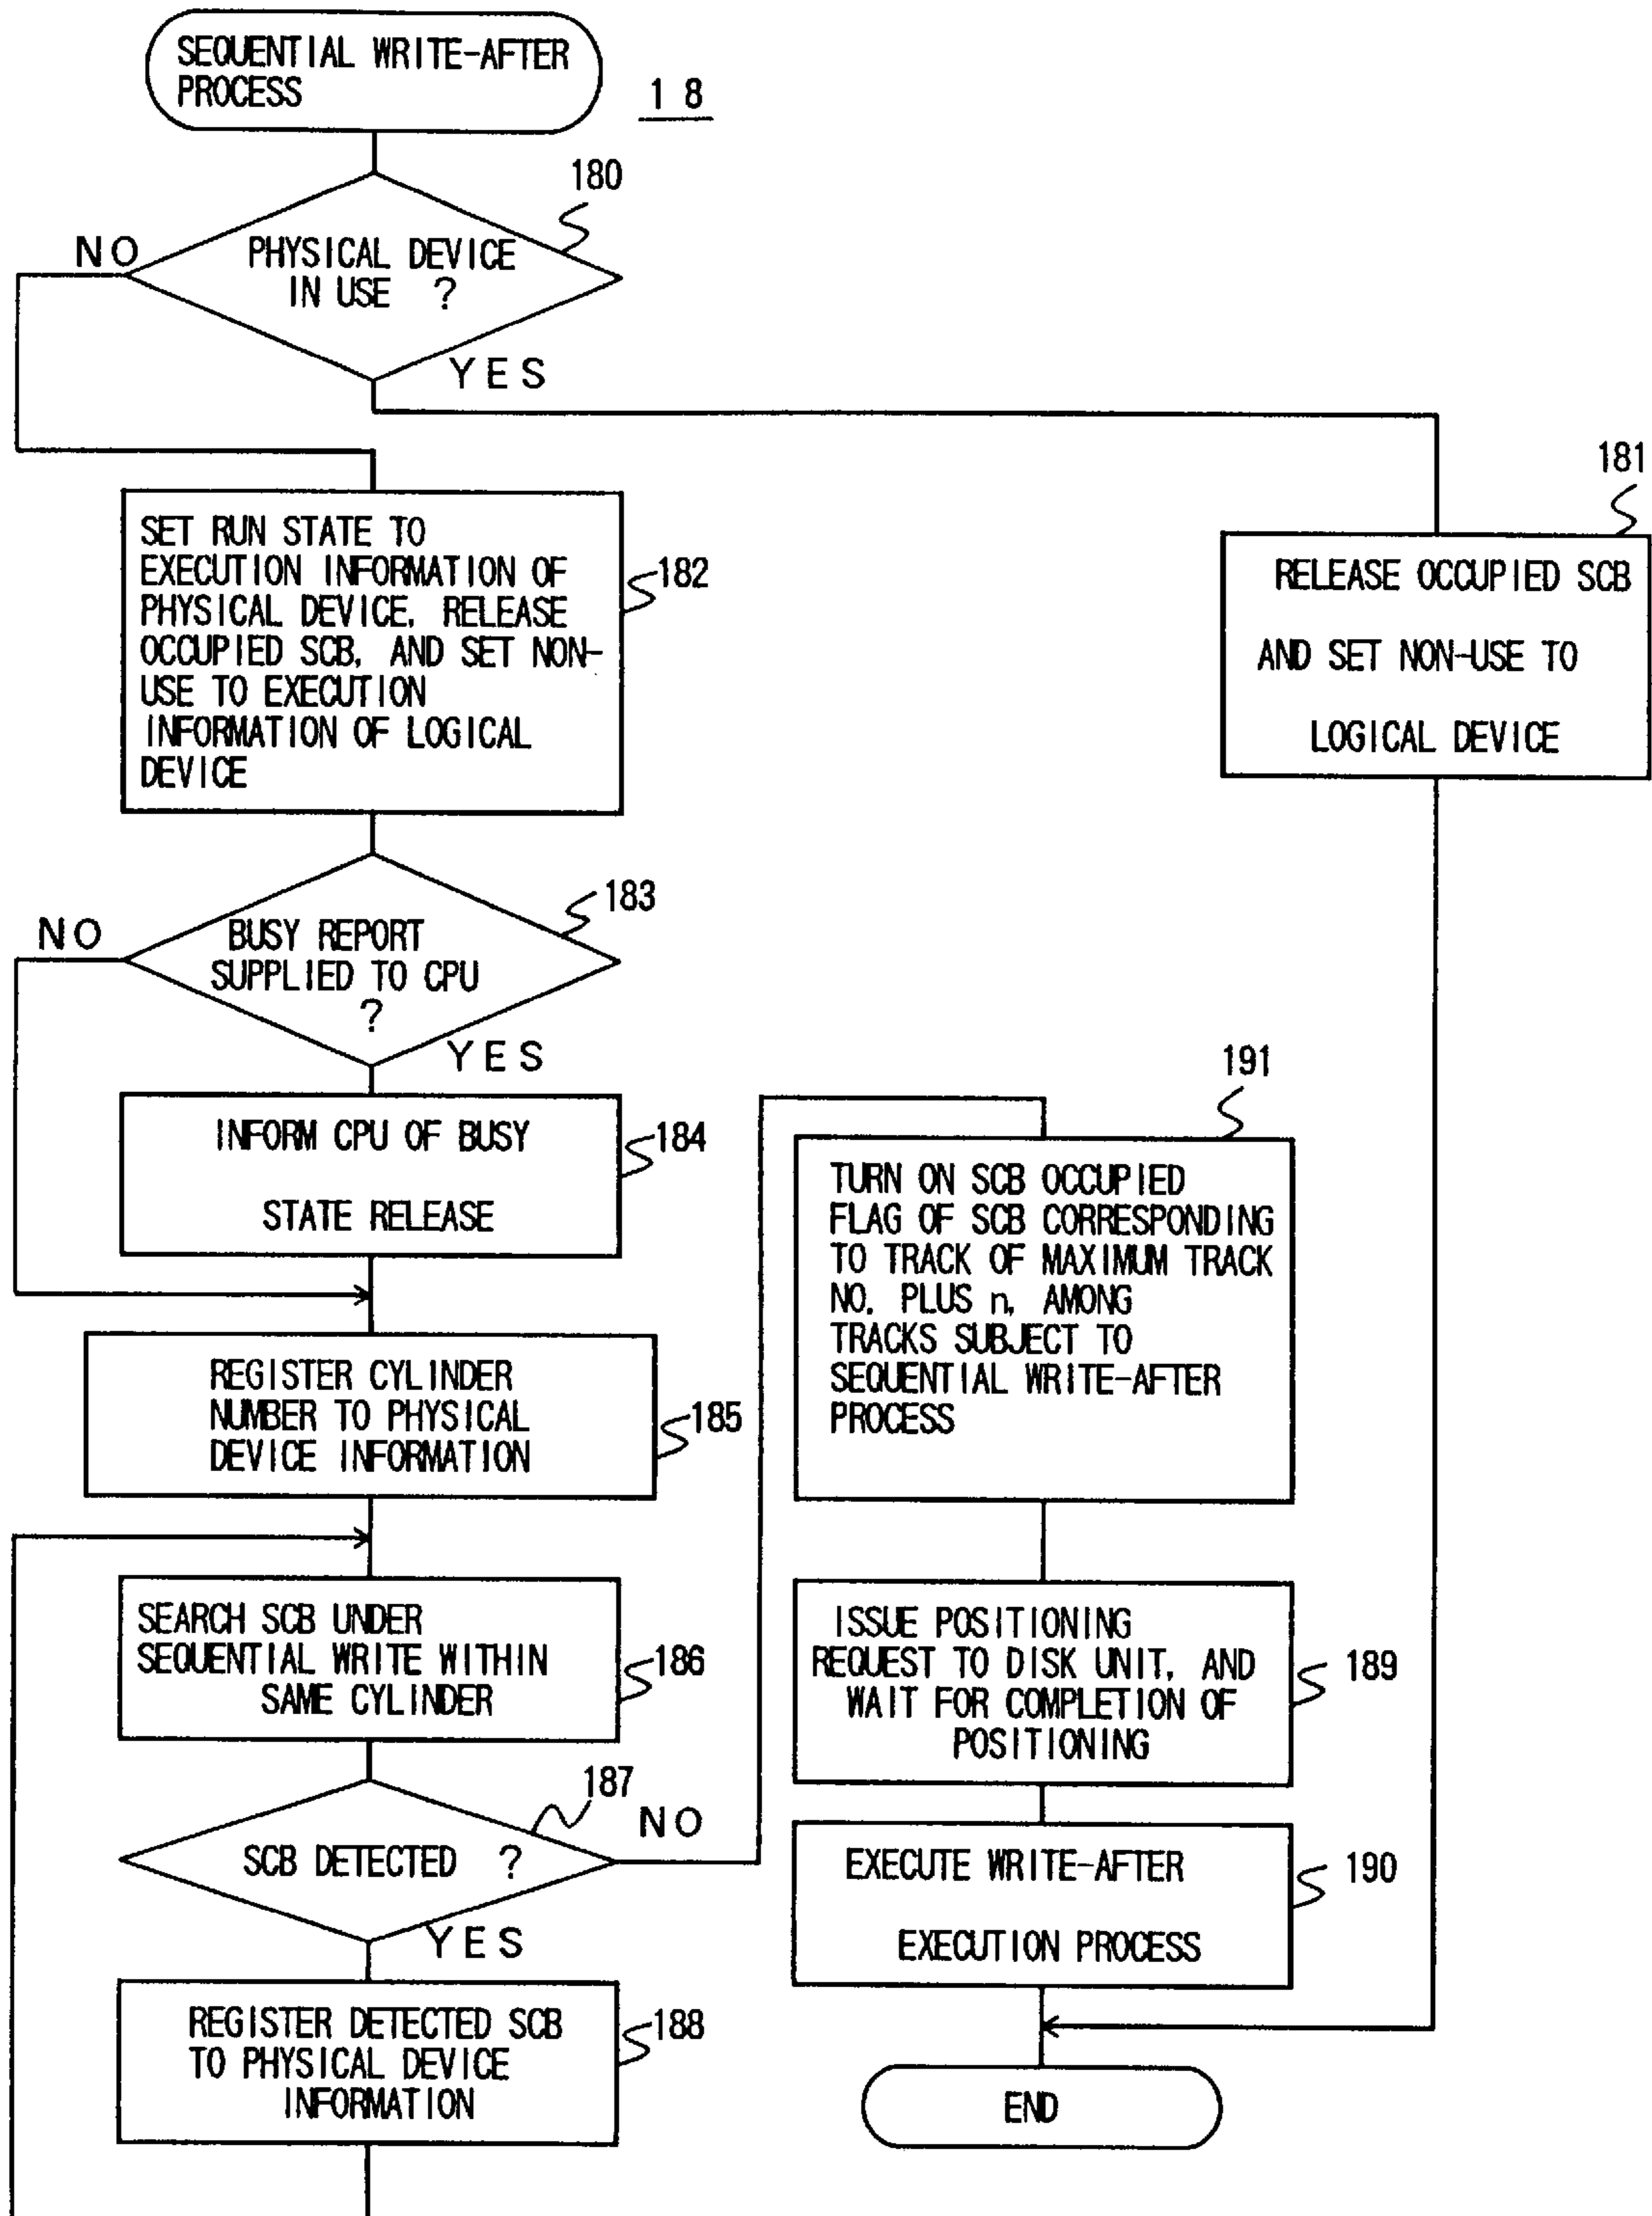 SEQUENTIAL WRITE-AFTER
PROCESS
18
180
NO
PHYSICAL DEVICE
IN USE ?
YES
181
RELEASE OCCUPIED SCB
AND SET NON-USE TO
LOGICAL DEVICE
SET RUN STATE TO
EXECUTION INFORMATION OF
PHYSICAL DEVICE, RELEASE
OCCUPIED SCB, AND SET NON-
USE TO EXECUTION
INFORMATION OF LOGICAL
DEVICE
182
183
NO
BUSY REPORT
SUPPLIED TO CPU
?
YES
INFORM CPU OF BUSY
STATE RELEASE
184
REGISTER CYLINDER
NUMBER TO PHYSICAL
DEVICE INFORMATION
185
SEARCH SCB UNDER
SEQUENTIAL WRITE WITHIN
SAME CYLINDER
186
187
SCB DETECTED ?
NO
YES
REGISTER DETECTED SCB
TO PHYSICAL DEVICE
INFORMATION
188
191
TURN ON SCB OCCUPIED
FLAG OF SCB CORRESPONDING
TO TRACK OF MAXIMUM TRACK
NO. PLUS n, AMONG
TRACKS SUBJECT TO
SEQUENTIAL WRITE-AFTER
PROCESS
ISSUE POSITIONING
REQUEST TO DISK UNIT, AND
WAIT FOR COMPLETION OF
POSITIONING
189
EXECUTE WRITE-AFTER
EXECUTION PROCESS
190
END